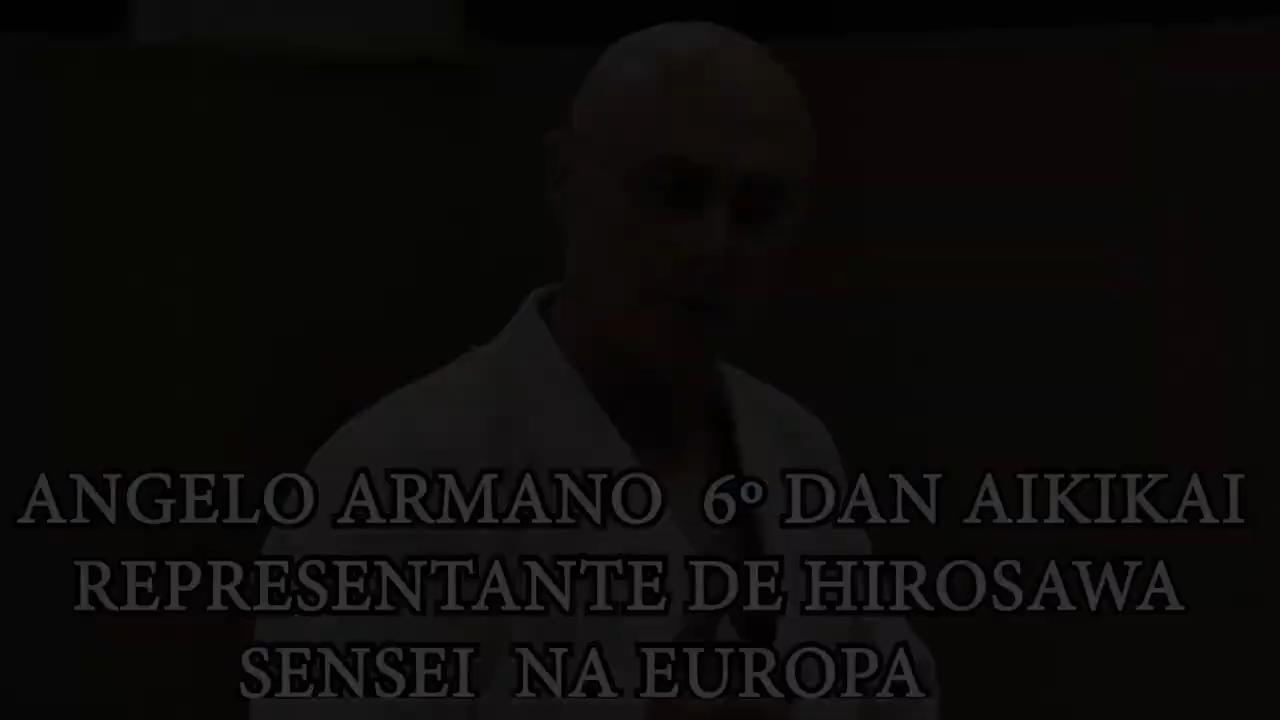 ANGELO ARMANO 6º DAN AIKIKAI
REPRESENTANTE DE HIROSAWA
SENSEI NA EUROPA